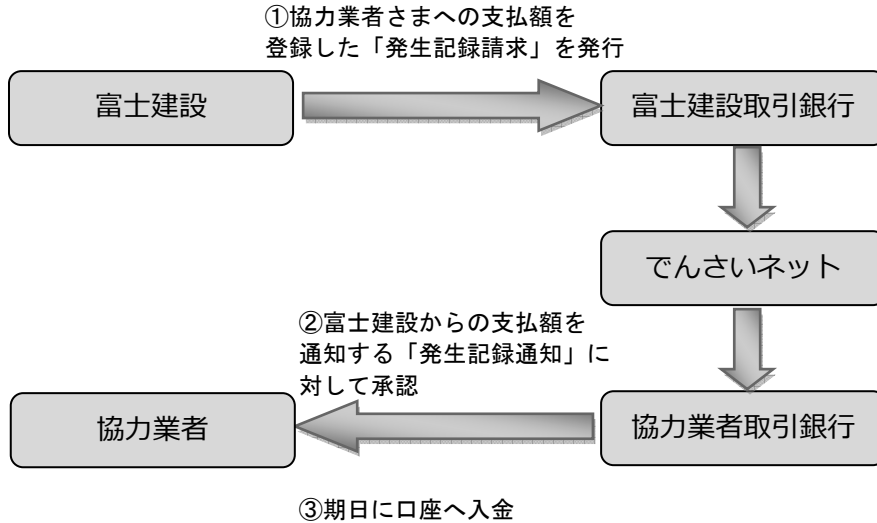 ①協力業者さまへの支払額を
登録した「発生記録請求」を発行
富士建設
富士建設取引銀行
でんさいネット
②富士建設からの支払額を
通知する「発生記録通知」に
対して承認
協力業者
協力業者取引銀行
③期日に口座へ入金